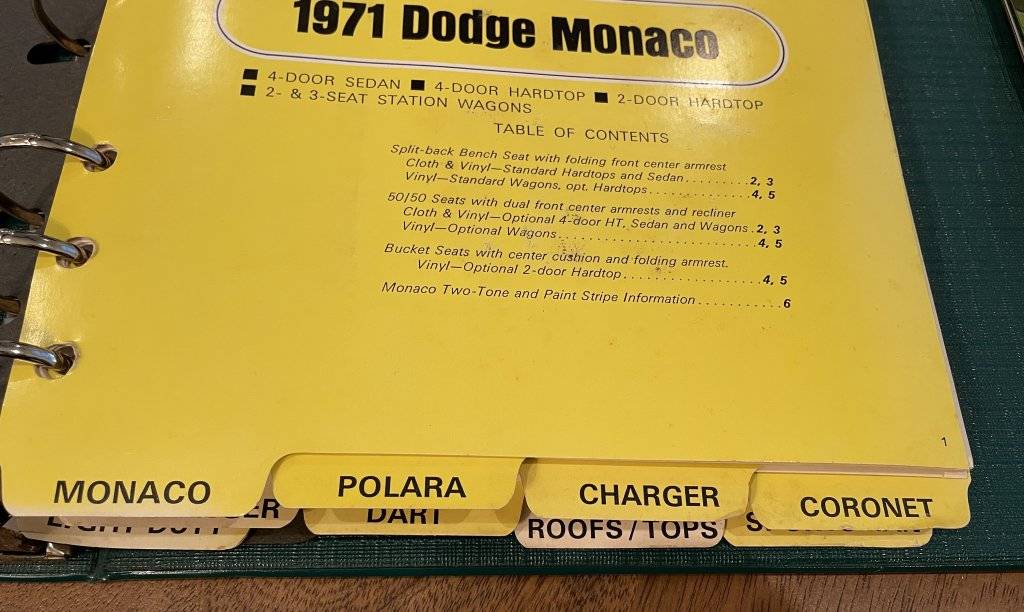 1971 Dodge Monaco
■ 4-DOOR SEDAN ■ 4-DOOR HARDTOP ■ 2-DOOR HARDTOP
■ 2- & 3-SEAT STATION WAGONS
TABLE OF CONTENTS
Split-back Bench Seat with folding front center armrest
Cloth & Vinyl—Standard Hardtops and Sedan.........2, 3
Vinyl—Standard Wagons, opt. Hardtops..............4, 5
50/50 Seats with dual front center armrests and recliner
Cloth & Vinyl—Optional 4-door HT, Sedan and Wagons.2, 3
Vinyl—Optional Wagons............................4, 5
Bucket Seats with center cushion and folding armrest.
Vinyl—Optional 2-door Hardtop.................4, 5
Monaco Two-Tone and Paint Stripe Information...........6
1
MONACO POLARA CHARGER CORONET
LIGHT DUTY DART ROOFS/TOPS